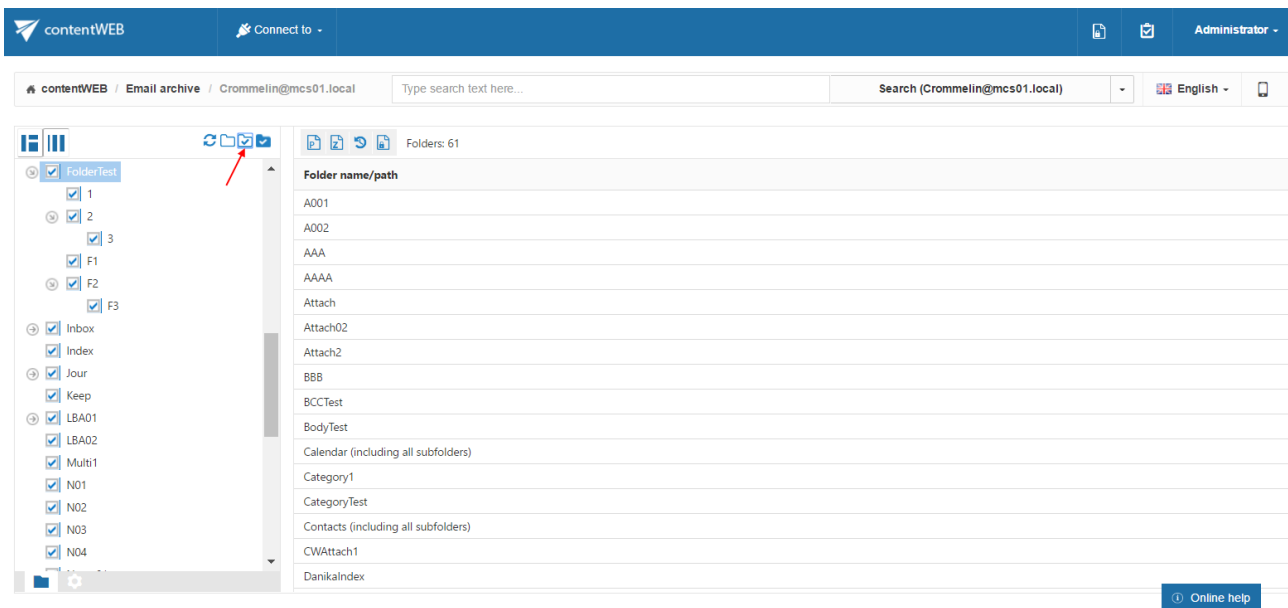 contentWEB
Connect to
Administrator
contentWEB / Email archive / Crommelin@mcs01.local
Type search text here...
Search (Crommelin@mcs01.local)
English
FolderTest
1
2
3
F1
F2
F3
Inbox
Index
Jour
Keep
LBA01
LBA02
Multi1
N01
N02
N03
N04
P
Z
Folders: 61
Folder name/path
A001
A002
AAA
AAAA
Attach
Attach02
Attach2
BBB
BCCTest
BodyTest
Calendar (including all subfolders)
Category1
CategoryTest
Contacts (including all subfolders)
CWAttach1
DanikaIndex
Online help